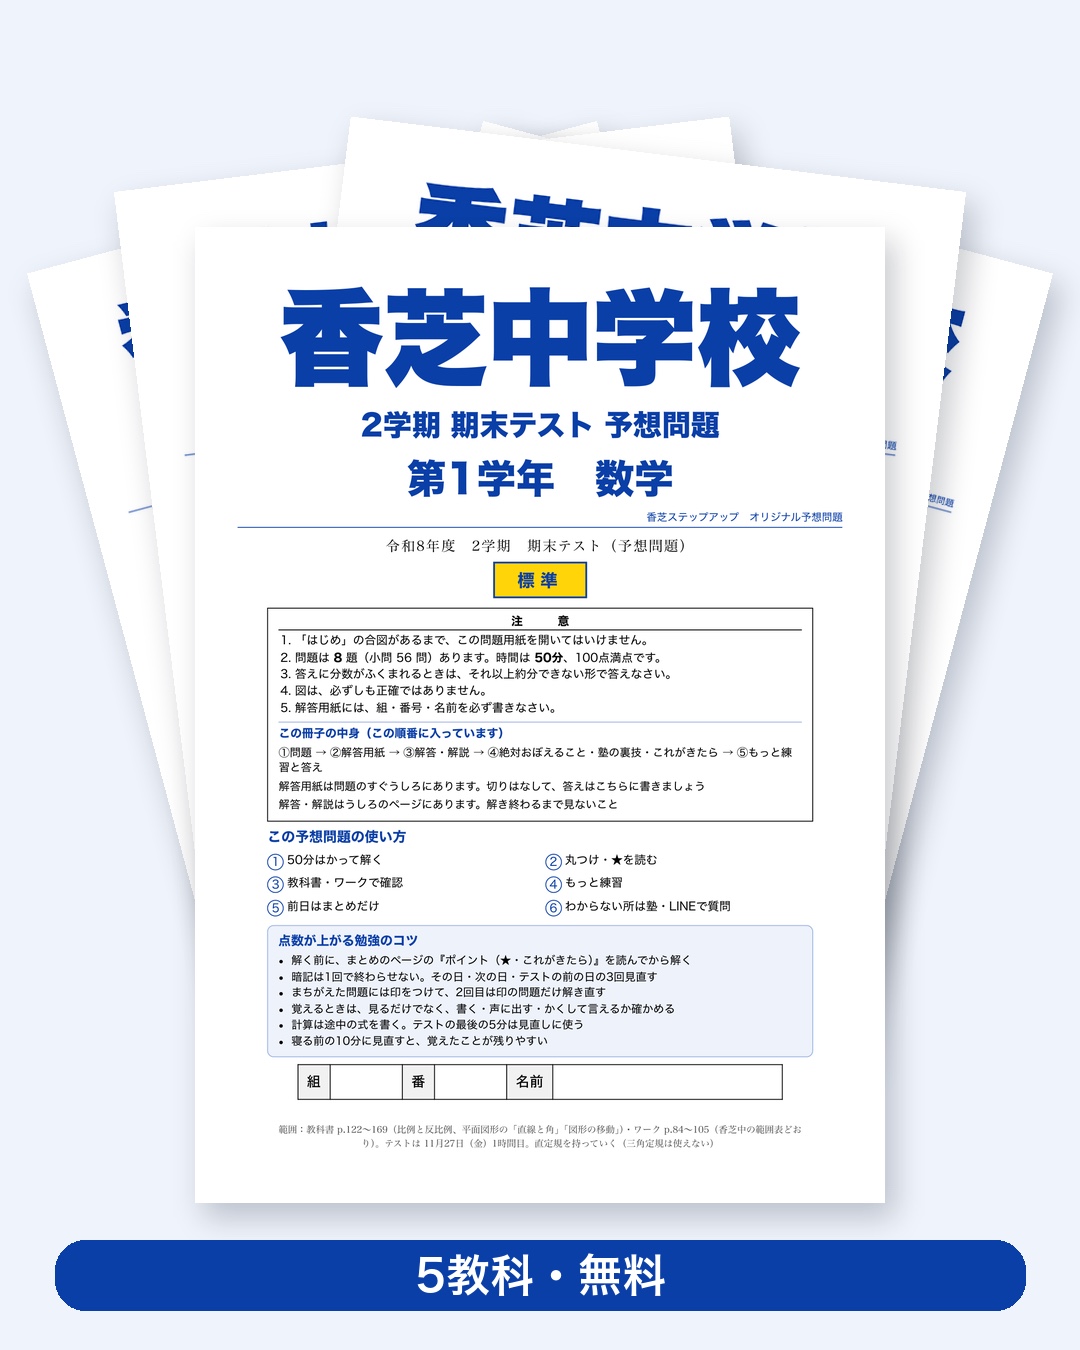 香芝中学
香芝中学校
2学期 期末テスト 予想問題
第1学年　数学
香芝ステップアップ　オリジナル予想問題
令和8年度　2学期　期末テスト（予想問題）
標準
注　意
1. 「はじめ」の合図があるまで、この問題用紙を開いてはいけません。
2. 問題は 8 題（小問 56 問）あります。時間は 50分、100点満点です。
3. 答えに分数がふくまれるときは、それ以上約分できない形で答えなさい。
4. 図は、必ずしも正確ではありません。
5. 解答用紙には、組・番号・名前を必ず書きなさい。
この冊子の中身（この順番に入っています）
①問題 → ②解答用紙 → ③解答・解説 → ④絶対おぼえること・塾の裏技・これがきたら → ⑤もっと練
習と答え
解答用紙は問題のすぐうしろにあります。切りはなして、答えはこちらに書きましょう
解答・解説はうしろのページにあります。解き終わるまで見ないこと
この予想問題の使い方
① 50分はかって解く
② 丸つけ・★を読む
③ 教科書・ワークで確認
④ もっと練習
⑤ 前日はまとめだけ
⑥ わからない所は塾・LINEで質問
点数が上がる勉強のコツ
• 解く前に、まとめのページの『ポイント（★・これがきたら）』を読んでから解く
• 暗記は1回で終わらせない。その日・次の日・テストの前の日の3回見直す
• まちがえた問題には印をつけて、2回目は印の問題だけ解き直す
• 覚えるときは、見るだけでなく、書く・声に出す・かくして言えるか確かめる
• 計算は途中の式を書く。テストの最後の5分は見直しに使う
• 寝る前の10分に見直すと、覚えたことが残りやすい
組　番　名前
範囲：教科書 p.122～169（比例と反比例、平面図形の「直線と角」「図形の移動」）・ワーク p.84～105（香芝中の範囲表どお
り）。テストは 11月27日（金）1時間目。直定規を持っていく（三角定規は使えない）
問題
想問題
5教科・無料